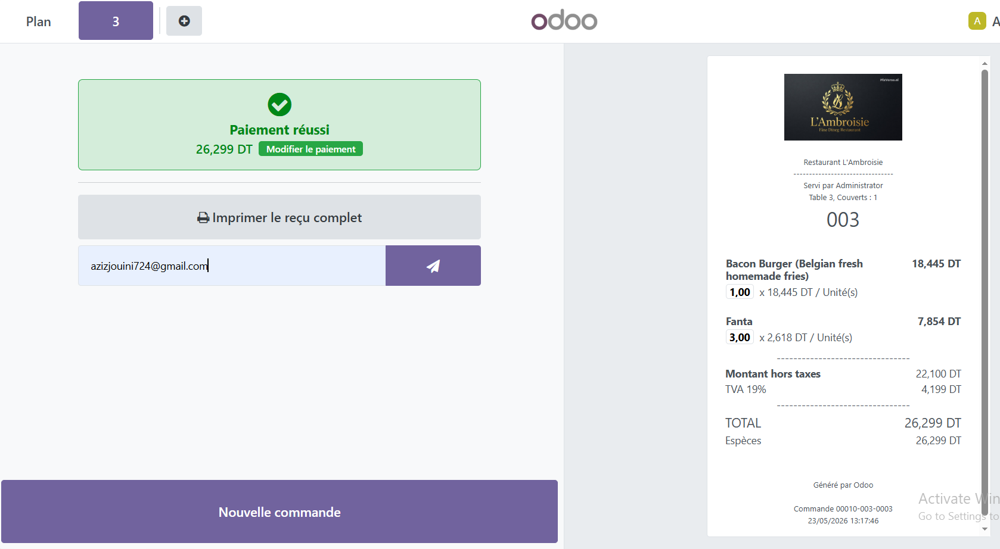 Plan
3
odoo
A
A
Paiement réussi
26,299 DT Modifier le paiement
Imprimer le reçu complet
azizjouini724@gmail.com
Nouvelle commande
PixVerse.ai
L'Ambroisie
Fine Dineg Restaurant
Restaurant L'Ambroisie
--------------------------------
Servi par Administrator
Table 3, Couverts : 1
003
Bacon Burger (Belgian fresh homemade fries) 18,445 DT
1,00 x 18,445 DT / Unité(s)
Fanta 7,854 DT
3,00 x 2,618 DT / Unité(s)
--------------------------------
Montant hors taxes 22,100 DT
TVA 19% 4,199 DT
--------------------------------
TOTAL 26,299 DT
Espèces 26,299 DT
Généré par Odoo
Commande 00010-003-0003
23/05/2026 13:17:46
Activate Win
Go to Settings to